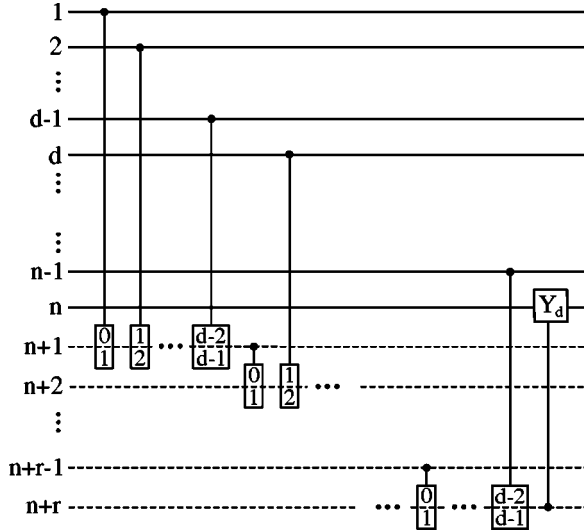 1
2
⋮
d-1
d
⋮
⋮
n-1
n
Y_d
0 1 d-2
n+1
1 2 ••• d-1
0 1
n+2
1 2 •••
⋮
n+r-1
0 d-2
n+r
••• 1 ••• d-1